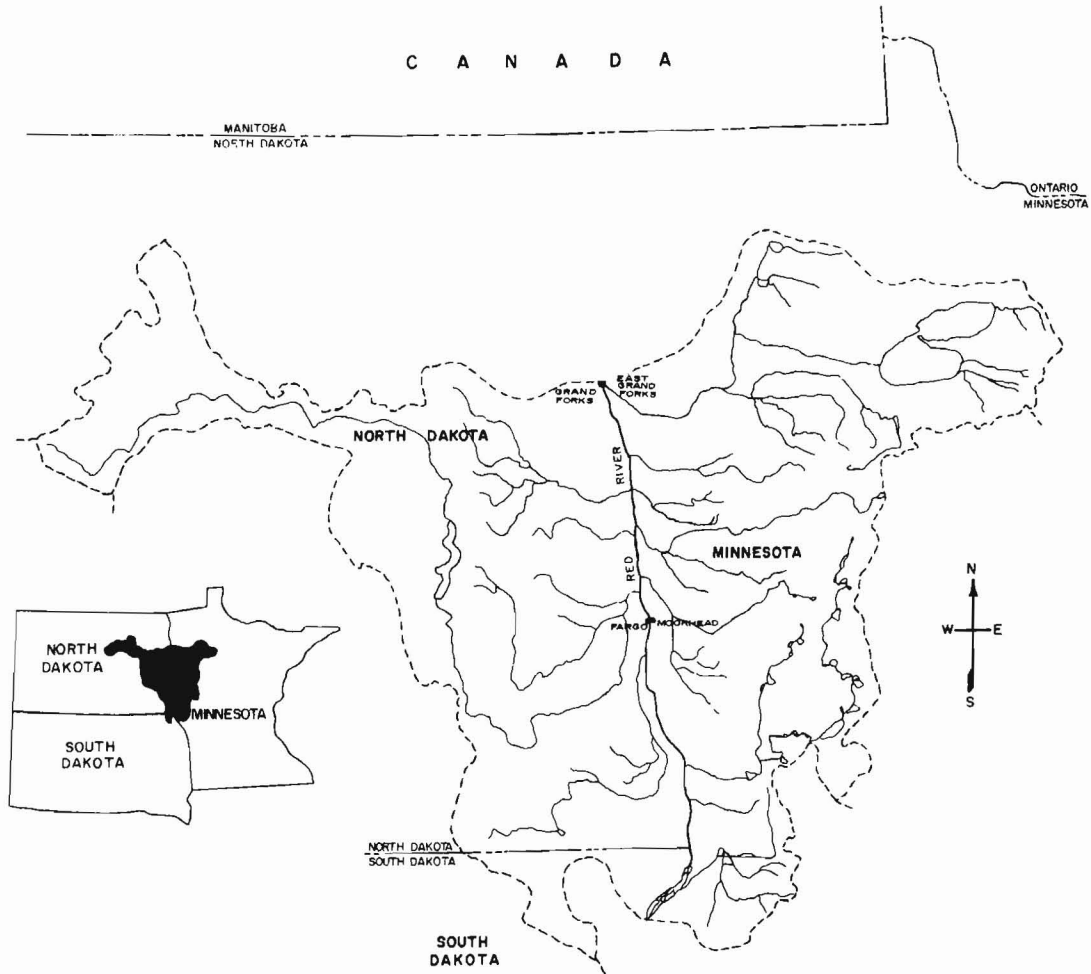 C A N A D A
MANITOBA
NORTH DAKOTA
ONTARIO
MINNESOTA
EAST
GRAND
FORKS
GRAND
FORKS
NORTH DAKOTA
RIVER
RED
MINNESOTA
FARGO
MOORHEAD
N
W
E
S
NORTH
DAKOTA
MINNESOTA
SOUTH
DAKOTA
NORTH DAKOTA
SOUTH DAKOTA
SOUTH
DAKOTA